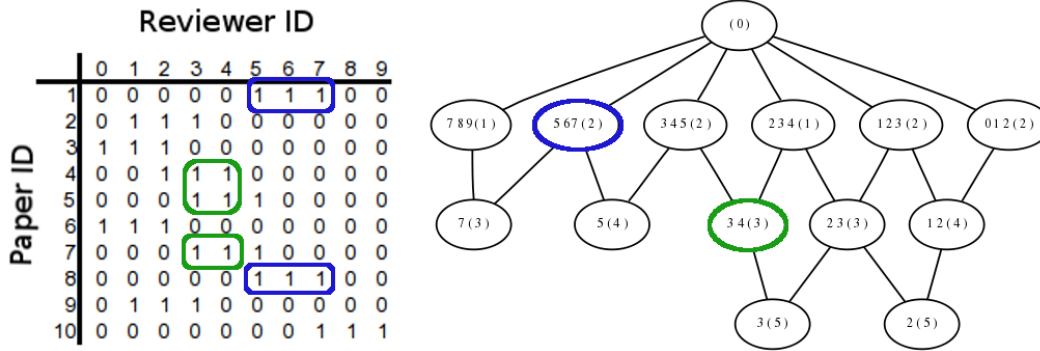 Reviewer ID
0 1 2 3 4 5 6 7 8 9
Paper ID
1 0 0 0 0 0 1 1 1 0 0
2 0 1 1 1 0 0 0 0 0 0
3 1 1 1 0 0 0 0 0 0 0
4 0 0 1 1 1 0 0 0 0 0
5 0 0 0 1 1 1 0 0 0 0
6 1 1 1 0 0 0 0 0 0 0
7 0 0 0 1 1 1 0 0 0 0
8 0 0 0 0 0 1 1 1 0 0
9 0 1 1 1 0 0 0 0 0 0
10 0 0 0 0 0 0 0 1 1 1
( 0 )
7 8 9 ( 1 )
5 6 7 ( 2 )
3 4 5 ( 2 )
2 3 4 ( 1 )
1 2 3 ( 2 )
0 1 2 ( 2 )
7 ( 3 )
5 ( 4 )
3 4 ( 3 )
2 3 ( 3 )
1 2 ( 4 )
3 ( 5 )
2 ( 5 )